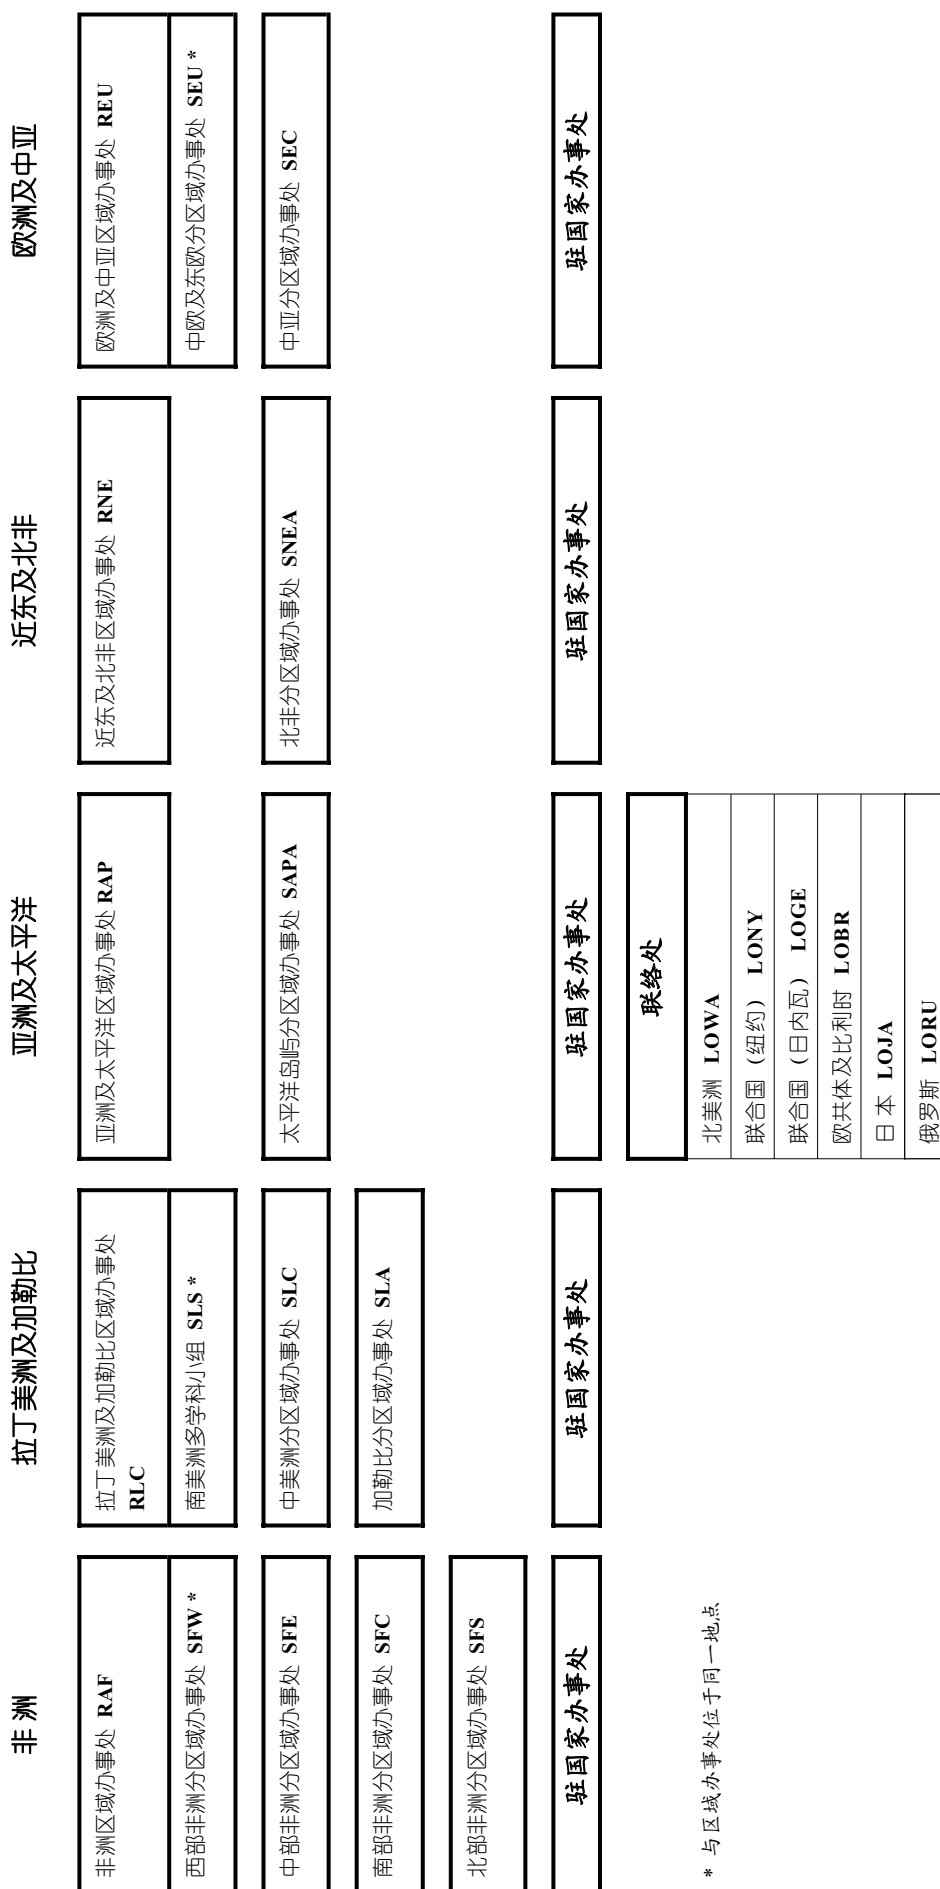 非 洲
非洲区域办事处 RAF
西部非洲分区域办事处 SFW *
中部非洲分区域办事处 SFE
南部非洲分区域办事处 SFC
北部非洲分区域办事处 SFS
驻国家办事处
拉丁美洲及加勒比
拉丁美洲及加勒比区域办事处
RLC
南美洲多学科小组 SLS *
中美洲分区域办事处 SLC
加勒比分区域办事处 SLA
驻国家办事处
亚洲及太平洋
亚洲及太平洋区域办事处 RAP
太平洋岛屿分区域办事处 SAPA
驻国家办事处
近东及北非
近东及北非区域办事处 RNE
北非分区域办事处 SNEA
驻国家办事处
欧洲及中亚
欧洲及中亚区域办事处 REU
中欧及东欧分区域办事处 SEU *
中亚分区域办事处 SEC
驻国家办事处
联络处
北美洲 LOWA
联合国（纽约） LONY
联合国（日内瓦） LOGE
欧共体及比利时 LOBR
日 本 LOJA
俄罗斯 LORU
* 与区域办事处位于同一地点